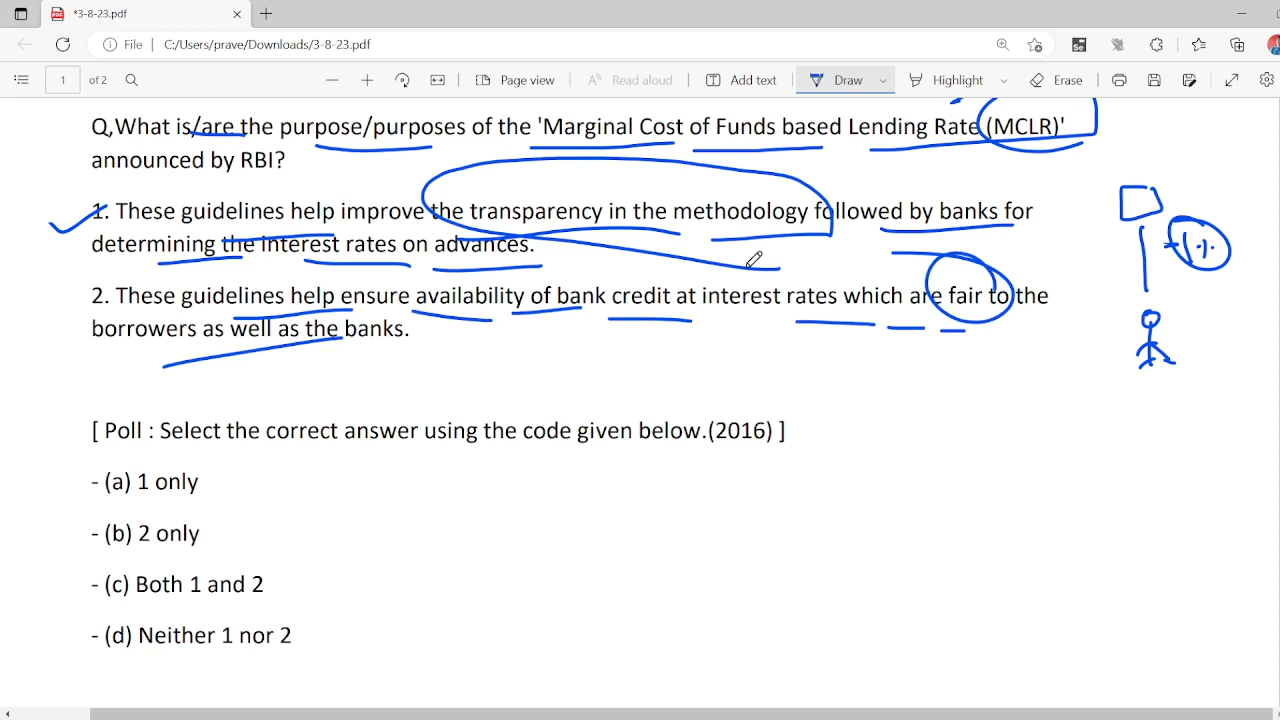 *3-8-23.pdf
File | C:/Users/prave/Downloads/3-8-23.pdf
1 of 2 Page view Read aloud Add text Draw Highlight Erase
Q,What is/are the purpose/purposes of the 'Marginal Cost of Funds based Lending Rate (MCLR)'
announced by RBI?
1. These guidelines help improve the transparency in the methodology followed by banks for
determining the interest rates on advances.
2. These guidelines help ensure availability of bank credit at interest rates which are fair to the
borrowers as well as the banks.
[ Poll : Select the correct answer using the code given below.(2016) ]
- (a) 1 only
- (b) 2 only
- (c) Both 1 and 2
- (d) Neither 1 nor 2